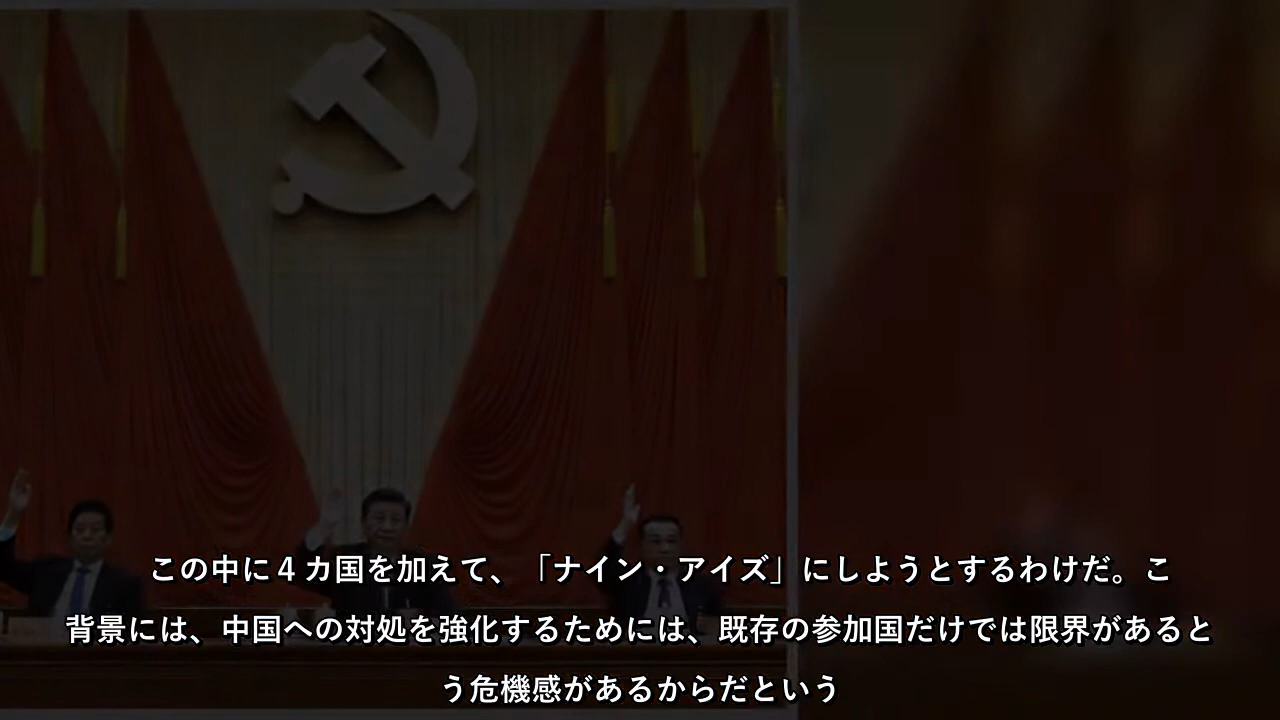 この中に４カ国を加えて、「ナイン・アイズ」にしようとするわけだ。こ
背景には、中国への対処を強化するためには、既存の参加国だけでは限界があると
う危機感があるからだという